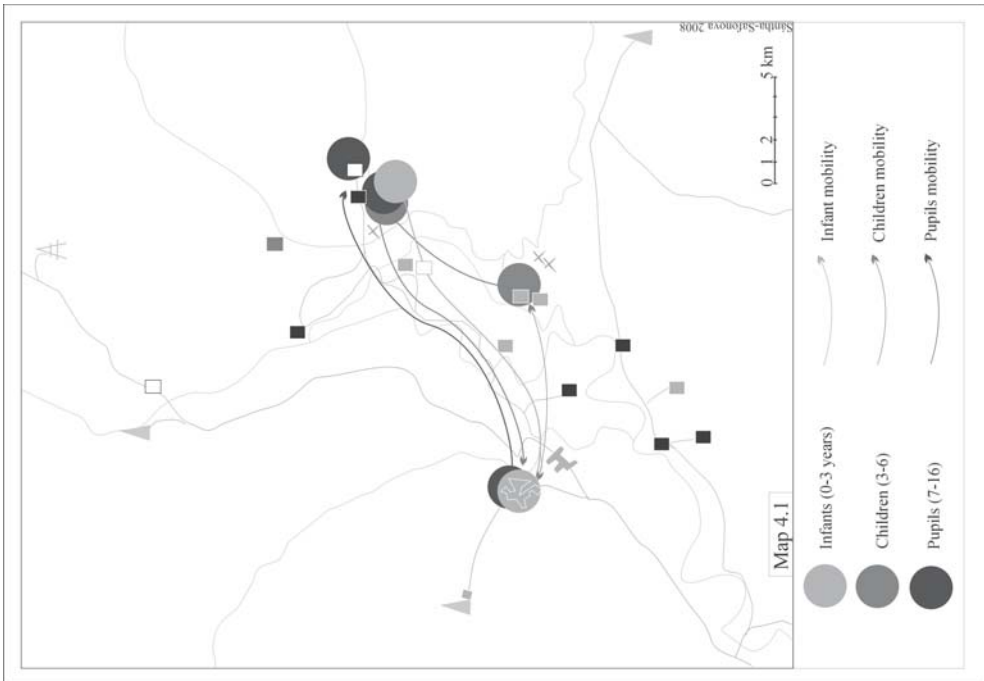 Sántha-Safonova 2008
0 1 2 5 km
Map 4.1
Infants (0-3 years)
Infant mobility
Children (3-6)
Children mobility
Pupils (7-16)
Pupils mobility